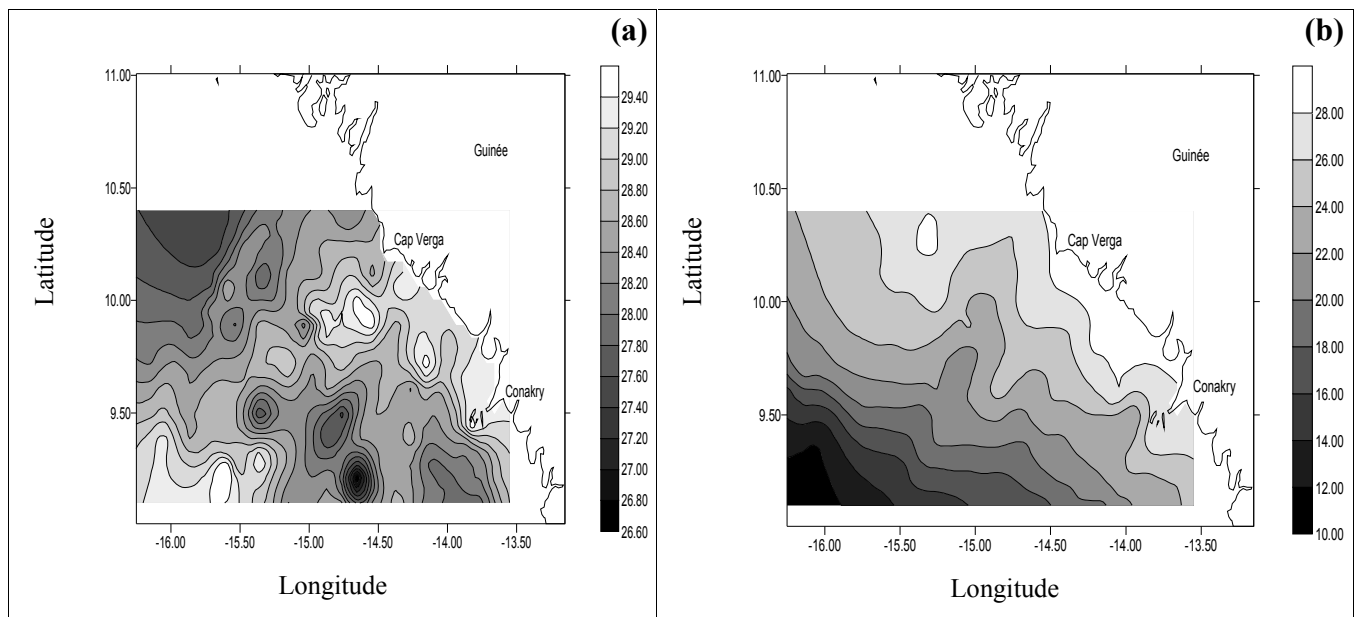 (a)
11.00
10.50
10.00
9.50
Latitude
-16.00 -15.50 -15.00 -14.50 -14.00 -13.50
Longitude
Guinée
Cap Verga
Conakry
29.40
29.20
29.00
28.80
28.60
28.40
28.20
28.00
27.80
27.60
27.40
27.20
27.00
26.80
26.60
(b)
11.00
10.50
10.00
9.50
Latitude
-16.00 -15.50 -15.00 -14.50 -14.00 -13.50
Longitude
Guinée
Cap Verga
Conakry
28.00
26.00
24.00
22.00
20.00
18.00
16.00
14.00
12.00
10.00